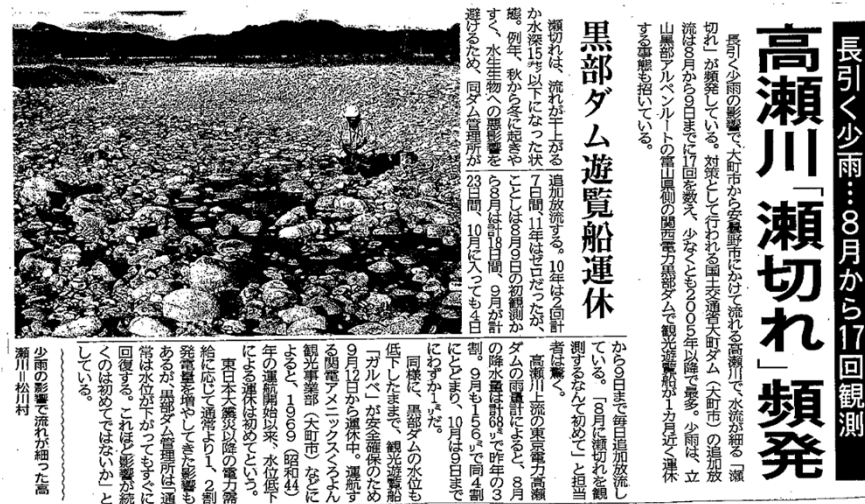 長引く少雨…8月から17回観測
高瀬川「瀬切れ」頻発
長引く少雨の影響で、大町市から安曇野市にかけて流れる高瀬川で、水流が細る「瀬
切れ」が頻発している。対策として行われる国土交通省大町ダム（大町市）の追加放
流は8月から9日までに17回を数え、少なくとも2005年以降で最多。少雨は、立
山黒部アルペンルートの富山県側の関西電力黒部ダムで観光遊覧船が1カ月近く運休
する事態も招いている。
黒部ダム遊覧船運休
瀬切れは、流れが干上がる
か水深15㌢以下になった状
態。例年、秋から冬に起きや
すく、水生生物への悪影響を
避けるため、同ダム管理所が
追加放流する。10年は2回計
7日間、11年はゼロだったが、
ことしは8月9日の初観測か
ら8月は計18日間、9月が計
23日間、10月に入っても4日
から9日まで毎日追加放流し
ている。「8月に瀬切れを観
測するなんて初めて」と担当
者は驚く。
高瀬川上流の東京電力高瀬
ダムの雨量計によると、8月
の降水量は計68㍉で昨年の3
割。9月も156㍉で同4割
にとどまり、10月は9日まで
にわずか1㍉だ。
同様に、黒部ダムの水位も
低下したままで、観光遊覧船
「ガルベ」が安全確保のため
9月12日から運休中。運航す
る関電アメニックスくろよん
観光事業部（大町市）などに
よると、1969（昭和44）
年の運航開始以来、水位低下
による運休は初めてという。
東日本大震災以降の電力需
給に応じて通常より1、2割
発電量を増やしてきた影響も
あるが、黒部ダム管理所は「通
常は水位が下がってもすぐに
回復する。これほど影響が続
くのは初めてではないか」と
している。
少雨の影響で流れが細った高
瀬川＝松川村